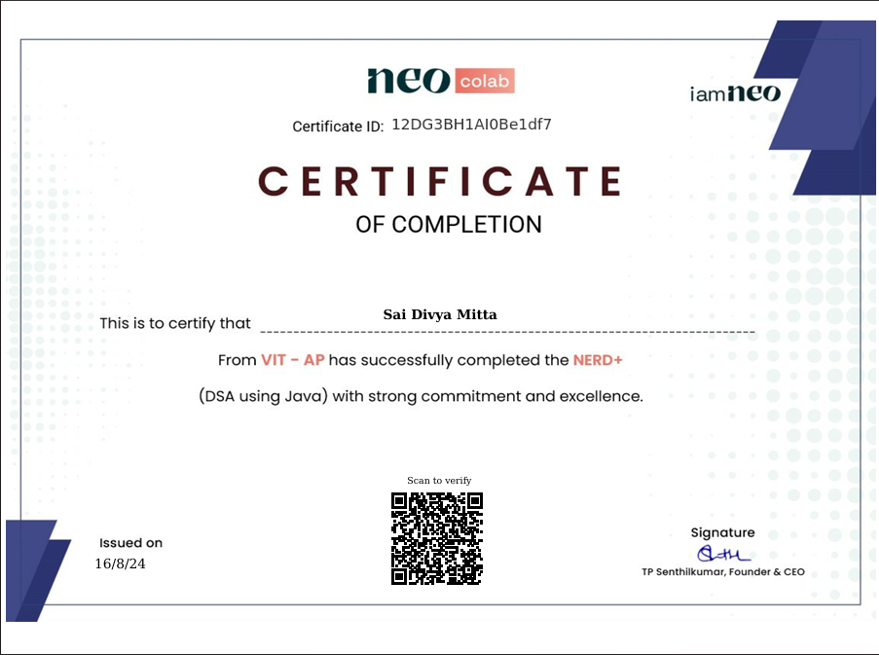 neo colab
iamneo
Certificate ID: 12DG3BH1AI0Be1df7
CERTIFICATE
OF COMPLETION
This is to certify that Sai Divya Mitta
From VIT - AP has successfully completed the NERD+
(DSA using Java) with strong commitment and excellence.
Scan to verify
Issued on
16/8/24
Signature
TP Senthilkumar, Founder & CEO